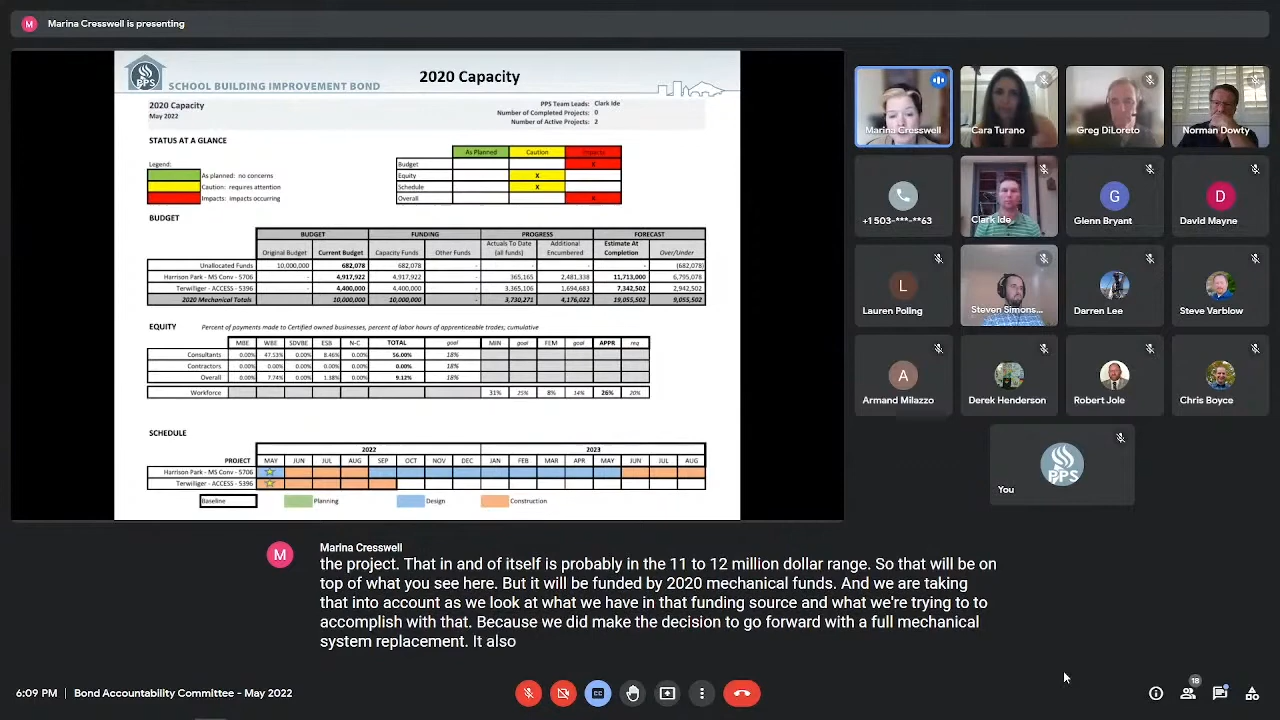 M Marina Cresswell is presenting
PPS SCHOOL BUILDING IMPROVEMENT BOND
2020 Capacity
2020 Capacity
May 2022
PPS Team Leads: Clark Ide
Number of Completed Projects: 0
Number of Active Projects: 2
STATUS AT A GLANCE
Legend:
As planned: no concerns
Caution: requires attention
Impacts: impacts occurring
As Planned Caution Impacts
Budget X
Equity X
Schedule X
Overall X
BUDGET
BUDGET FUNDING PROGRESS FORECAST
Original Budget Current Budget Capacity Funds Other Funds Actuals To Date (all funds) Additional Encumbered Estimate At Completion Over/Under
Unallocated Funds 10,000,000 682,078 682,078 - - (682,078)
Harrison Park - MS Conv - 5706 - 4,917,922 4,917,922 - 365,165 2,481,338 11,713,000 6,795,078
Terwilliger - ACCESS - 5396 - 4,400,000 4,400,000 - 3,365,106 1,694,683 7,342,502 2,942,502
2020 Mechanical Totals 10,000,000 10,000,000 - 3,730,271 4,176,022 19,055,502 9,055,502
EQUITY Percent of payments made to Certified owned businesses, percent of labor hours of apprenticeable trades; cumulative
MBE WBE SDVBE ESB N-C TOTAL goal MIN goal FEM goal APPR req
Consultants 0.00% 47.53% 0.00% 8.46% 0.00% 56.00% 18%
Contractors 0.00% 0.00% 0.00% 0.00% 0.00% 0.00% 18%
Overall 0.00% 7.74% 0.00% 1.38% 0.00% 9.12% 18%
Workforce 31% 25% 8% 14% 26% 20%
SCHEDULE
2022 2023
PROJECT MAY JUN JUL AUG SEP OCT NOV DEC JAN FEB MAR APR MAY JUN JUL AUG
Harrison Park - MS Conv - 5706
Terwilliger - ACCESS - 5396
Baseline Planning Design Construction
Marina Cresswell
Cara Turano
Greg DiLoreto
Norman Dowty
+1 503-****63
Clark Ide
G
Glenn Bryant
D
David Mayne
L
Lauren Poling
Steven Simons...
Darren Lee
Steve Varlow
A
Armand Milazzo
Derek Henderson
Robert Jole
Chris Boyce
PPS
You
M
Marina Cresswell
the project. That in and of itself is probably in the 11 to 12 million dollar range. So that will be on
top of what you see here. But it will be funded by 2020 mechanical funds. And we are taking
that into account as we look at what we have in that funding source and what we're trying to to
accomplish with that. Because we did make the decision to go forward with a full mechanical
system replacement. It also
6:09 PM | Bond Accountability Committee - May 2022
CC
18